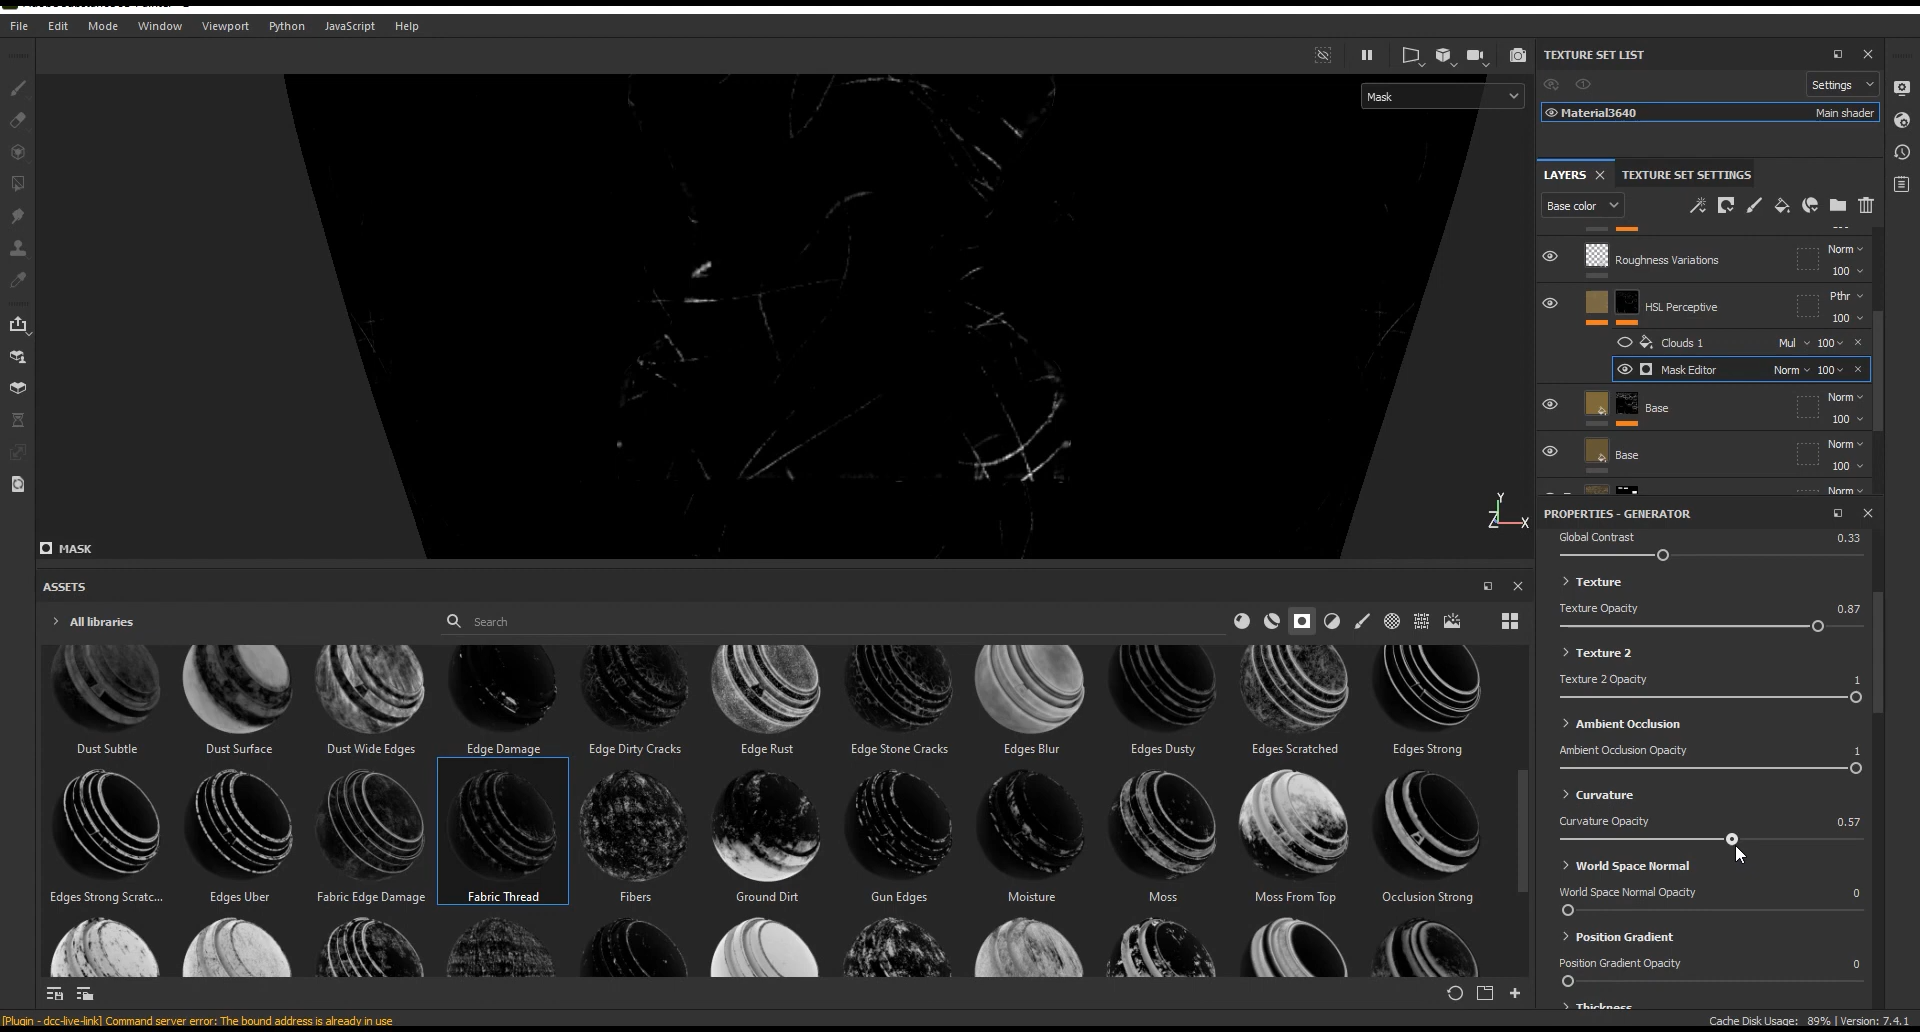 File Edit Mode Window Viewport Python JavaScript Help
Mask
TEXTURE SET LIST
Settings
Material3640 Main shader
LAYERS TEXTURE SET SETTINGS
Base color
Norm
Roughness Variations
100
Pthr
HSL Perceptive
100
Clouds 1 Mul 100
Mask Editor Norm 100
Norm
Base
100
Norm
Base
100
Norm
Y
Z X
MASK
PROPERTIES - GENERATOR
Global Contrast 0.33
Texture
Texture Opacity 0.87
Texture 2
Texture 2 Opacity 1
Ambient Occlusion
Ambient Occlusion Opacity 1
Curvature
Curvature Opacity 0.57
World Space Normal
World Space Normal Opacity 0
Position Gradient
Position Gradient Opacity 0
Thickness
ASSETS
All libraries
Search
Dust Subtle Dust Surface Dust Wide Edges Edge Damage Edge Dirty Cracks Edge Rust Edge Stone Cracks Edges Blur Edges Dusty Edges Scratched Edges Strong
Edges Strong Scratc... Edges Uber Fabric Edge Damage Fabric Thread Fibers Ground Dirt Gun Edges Moisture Moss Moss From Top Occlusion Strong
[Plugin - dcc-live-link] Command server error: The bound address is already in use
Cache Disk Usage: 89% | Version: 7.4.1